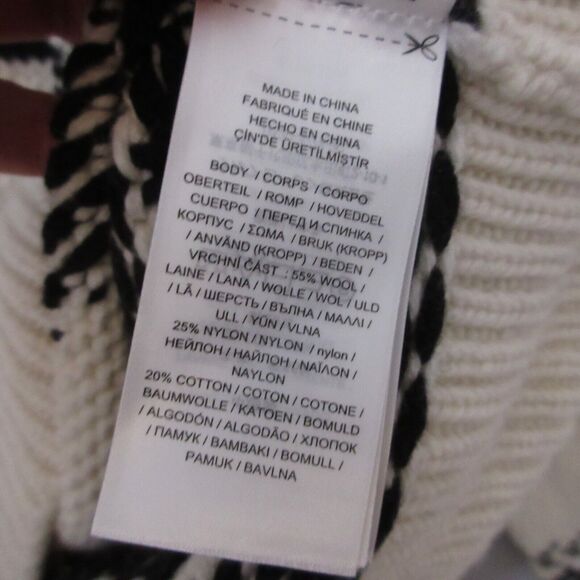 MADE IN CHINA
FABRIQUÉ EN CHINE
HECHO EN CHINA
ÇİN'DE ÜRETİLMİŞTİR
BODY / CORPS / CORPO
OBERTEIL / ROMP / HOVEDDEL
CUERPO / ПЕРЕД И СПИНКА /
КОРПУС / ΣΩΜΑ / BRUK (KROPP)
/ ANVÄND (KROPP) / BEDEN /
VRCHNÍ ČÁST : 55% WOOL /
LAINE / LANA / WOLLE / WOL / ULD
/ LÃ / ШЕРСТЬ / ВЪЛНА / ΜΑΛΛΙ /
ULL / YÜN / VLNA
25% NYLON / NYLON / nylon /
НЕЙЛОН / НАЙЛОН / ΝΑΪΛΟΝ /
NAYLON
20% COTTON / COTON / COTONE /
BAUMWOLLE / KATOEN / BOMULD
/ ALGODÓN / ALGODÃO / ХЛОПОК
/ ПАМУК / ΒΑΜΒΑΚΙ / BOMULL /
PAMUK / BAVLNA